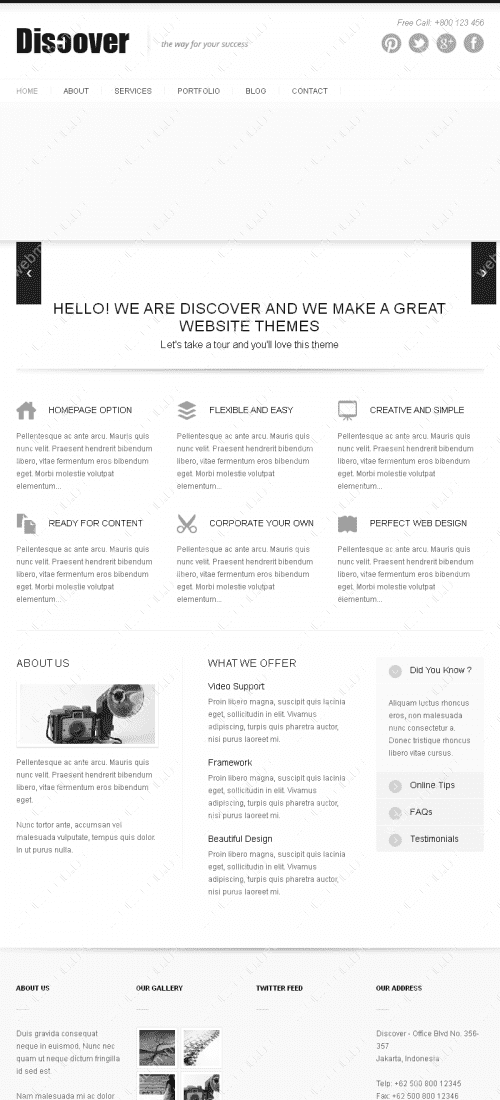 Discover
the way for your success
Free Call: +800 123 456
HOME ABOUT SERVICES PORTFOLIO BLOG CONTACT
HELLO! WE ARE DISCOVER AND WE MAKE A GREAT
WEBSITE THEMES
Let's take a tour and you'll love this theme
HOMEPAGE OPTION
Pellentesque ac ante arcu. Mauris quis
nunc velit. Praesent hendrerit bibendum
libero, vitae fermentum eros bibendum
eget. Morbi molestie volutpat
elementum...
FLEXIBLE AND EASY
Pellentesque ac ante arcu. Mauris quis
nunc velit. Praesent hendrerit bibendum
libero, vitae fermentum eros bibendum
eget. Morbi molestie volutpat
elementum...
CREATIVE AND SIMPLE
Pellentesque ac ante arcu. Mauris quis
nunc velit. Praesent hendrerit bibendum
libero, vitae fermentum eros bibendum
eget. Morbi molestie volutpat
elementum...
READY FOR CONTENT
Pellentesque ac ante arcu. Mauris quis
nunc velit. Praesent hendrerit bibendum
libero, vitae fermentum eros bibendum
eget. Morbi molestie volutpat
elementum...
CORPORATE YOUR OWN
Pellentesque ac ante arcu. Mauris quis
nunc velit. Praesent hendrerit bibendum
libero, vitae fermentum eros bibendum
eget. Morbi molestie volutpat
elementum...
PERFECT WEB DESIGN
Pellentesque ac ante arcu. Mauris quis
nunc velit. Praesent hendrerit bibendum
libero, vitae fermentum eros bibendum
eget. Morbi molestie volutpat
elementum...
ABOUT US
Pellentesque ac ante arcu. Mauris quis
nunc velit. Praesent hendrerit bibendum
libero, vitae fermentum eros bibendum
eget.
Nunc tortor ante, accumsan vel
malesuada vulputate, tempus quis dolor.
In ut purus nulla.
WHAT WE OFFER
Video Support
Proin libero magna, suscipit quis lacinia
eget, sollicitudin in elit. Vivamus
adipiscing, turpis quis pharetra auctor,
nisi purus laoreet mi.
Framework
Proin libero magna, suscipit quis lacinia
eget, sollicitudin in elit. Vivamus
adipiscing, turpis quis pharetra auctor,
nisi purus laoreet mi.
Beautiful Design
Proin libero magna, suscipit quis lacinia
eget, sollicitudin in elit. Vivamus
adipiscing, turpis quis pharetra auctor,
nisi purus laoreet mi.
Did You Know ?
Aliquam luctus rhoncus
eros, non malesuada
nunc consectetur a.
Donec tristique rhoncus
libero vitae cursus.
Online Tips
FAQs
Testimonials
ABOUT US
Duis gravida consequat
neque in euismod. Nunc nec
quam ut neque dictum fringilla
id sed est.
Nam malesuada mi ac dolor
OUR GALLERY
TWITTER FEED
OUR ADDRESS
Discover - Office Blvd No. 356-
357
Jakarta, Indonesia
Telp: +62 500 800 12345
Fax: +62 500 800 12346